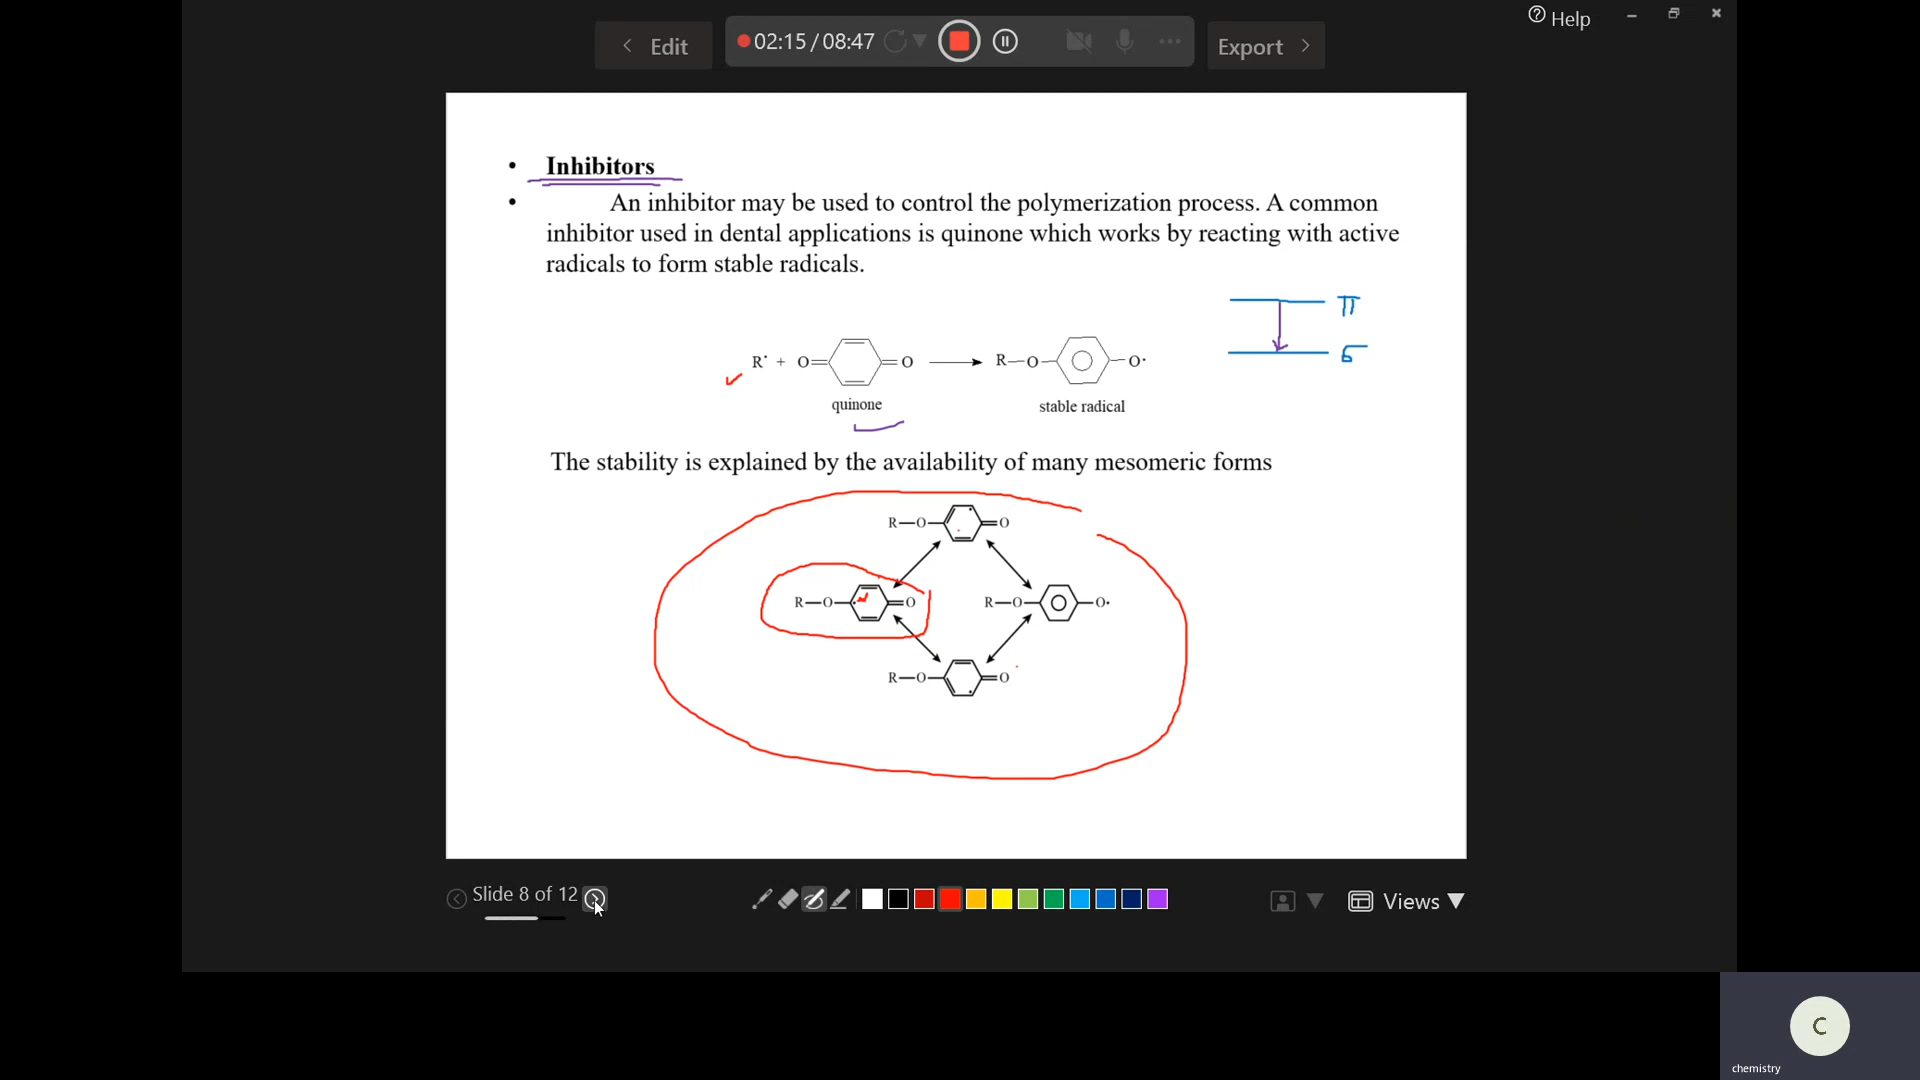 Help
Edit
02:15 / 08:47
Export
• Inhibitors
• An inhibitor may be used to control the polymerization process. A common
inhibitor used in dental applications is quinone which works by reacting with active
radicals to form stable radicals.
π
σ
R· + O= =O R—O— —O·
quinone
stable radical
The stability is explained by the availability of many mesomeric forms
R—O— =O
R—O— =O
R—O— —O·
R—O— =O
Slide 8 of 12
Views
C
chemistry